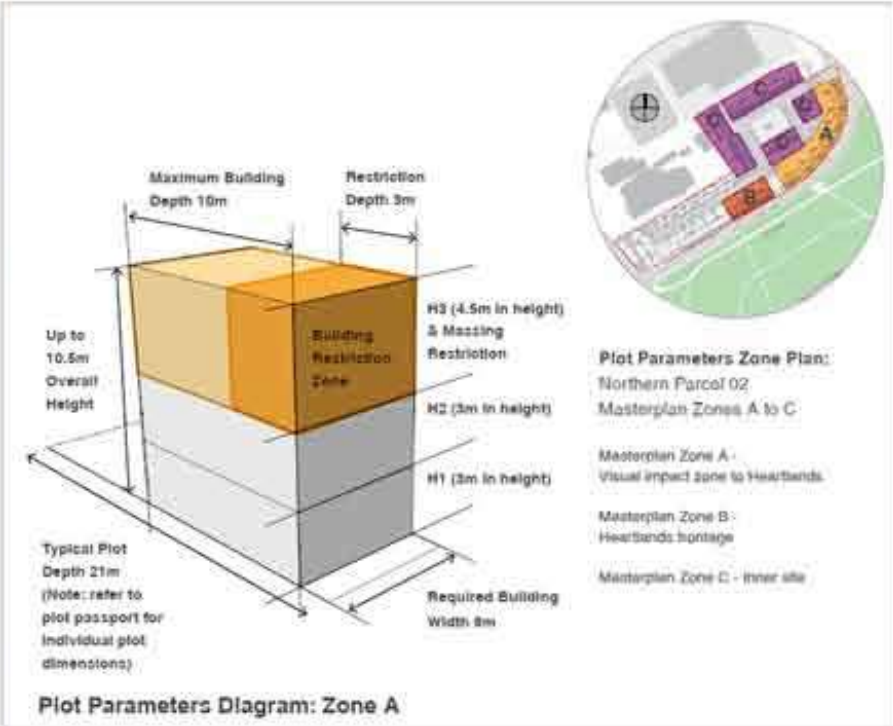 Maximum Building
Depth 10m
Restriction
Depth 3m
Up to
10.5m
Overall
Height
Building
Restriction
Zone
H3 (4.5m in height)
& Massing
Restriction
H2 (3m in height)
H1 (3m in height)
Typical Plot
Depth 21m
(Note: refer to
plot passport for
individual plot
dimensions)
Required Building
Width 8m
Plot Parameters Diagram: Zone A
C
C
C
C
A
B
Plot Parameters Zone Plan:
Northern Parcel 02
Masterplan Zones A to C
Masterplan Zone A -
Visual impact zone to Heartlands
Masterplan Zone B -
Heartlands frontage
Masterplan Zone C - Inner site